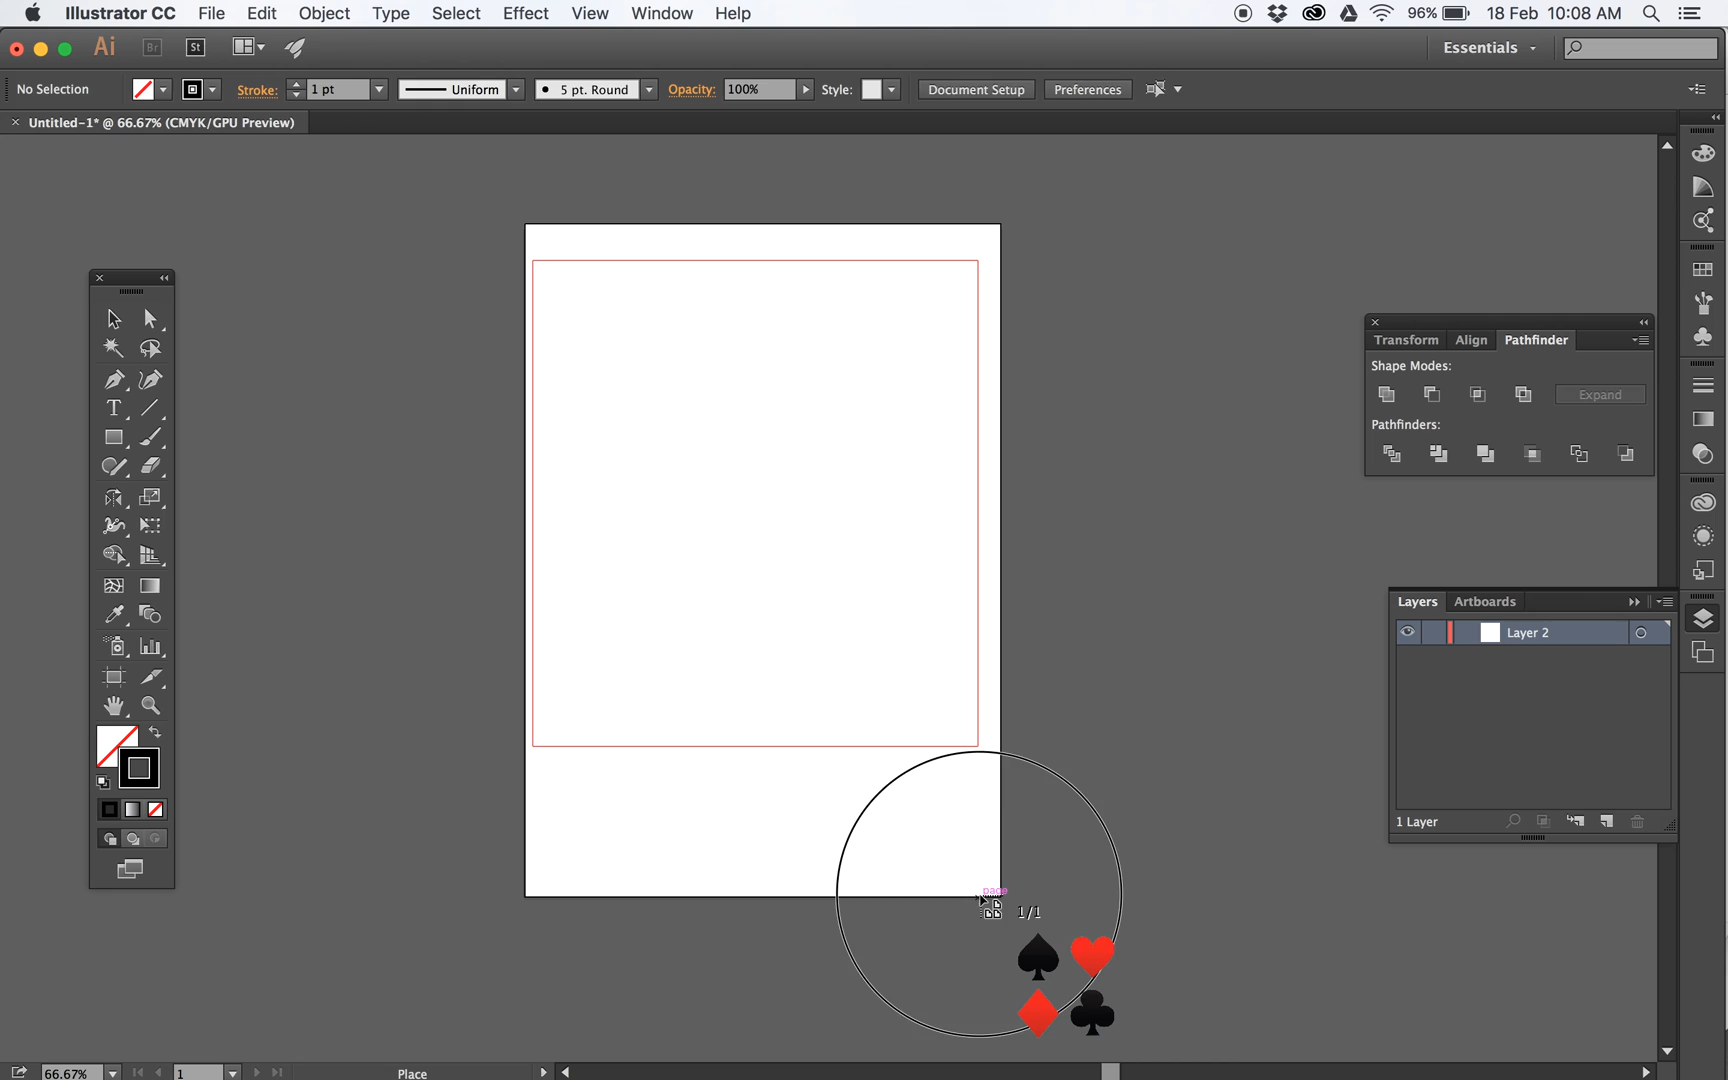 Illustrator CC File Edit Object Type Select Effect View Window Help 96% 18 Feb 10:08 AM
Ai Br St Essentials
No Selection Stroke: 1 pt Uniform 5 pt. Round Opacity: 100% Style: Document Setup Preferences
Untitled-1* @ 66.67% (CMYK/GPU Preview)
Transform Align Pathfinder
Shape Modes:
Expand
Pathfinders:
T
Layers Artboards
Layer 2
1 Layer
page
1/1
66.67% 1 Place